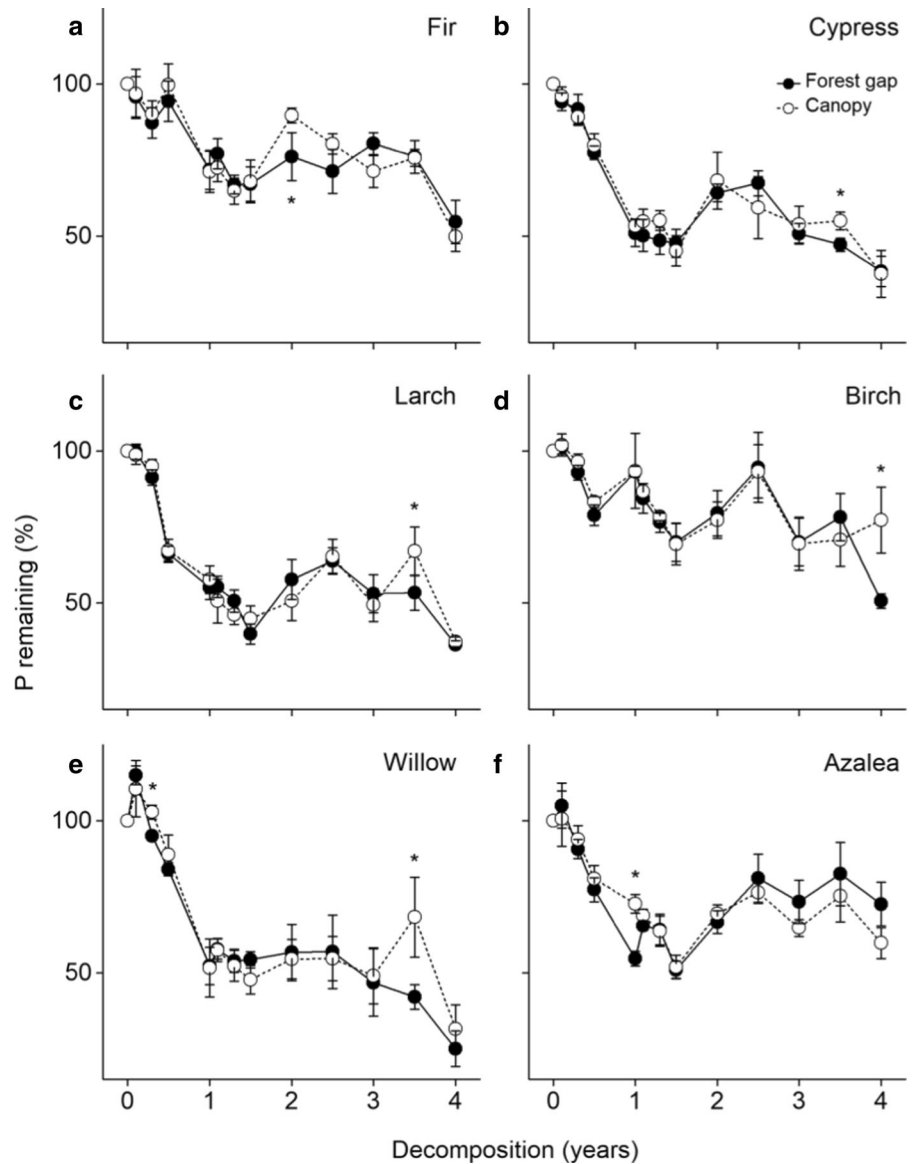 a Fir
100
50
*
b Cypress
Forest gap
Canopy
*
c Larch
100
50
*
d Birch
*
P remaining (%)
e Willow
100
50
*
*
0 1 2 3 4
f Azalea
*
0 1 2 3 4
Decomposition (years)